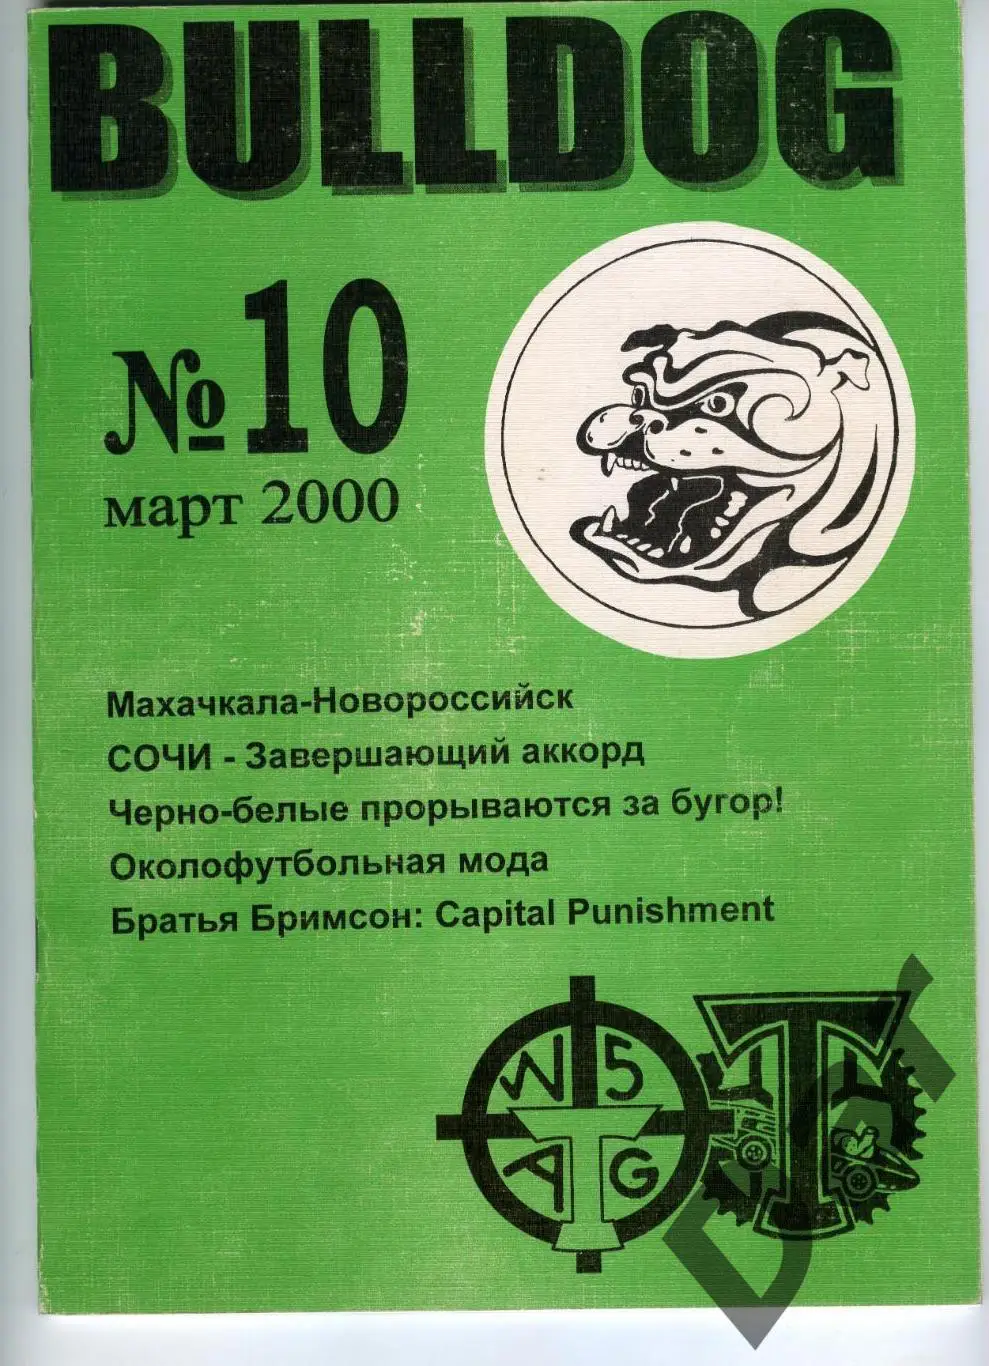 BULLDOG
№10
март 2000
Махачкала-Новороссийск
СОЧИ - Завершающий аккорд
Черно-белые прорываются за бугор!
Околофутбольная мода
Братья Бримсон: Capital Punishment
W 5
A T G
T